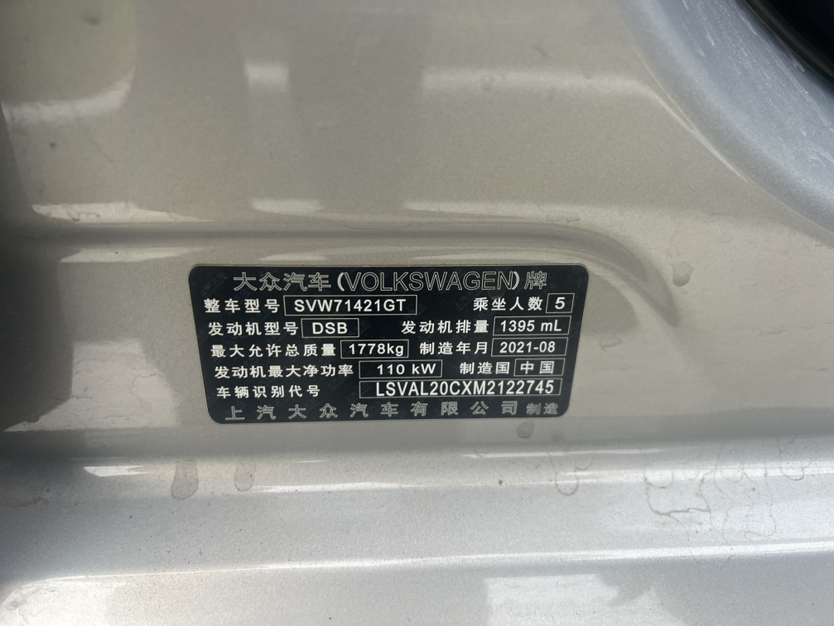 大众汽车(VOLKSWAGEN)牌
整车型号 SVW71421GT 乘坐人数 5
发动机型号 DSB 发动机排量 1395 mL
最大允许总质量 1778kg 制造年月 2021-08
发动机最大净功率 110 kW 制造国 中国
车辆识别代号 LSVAL20CXM2122745
上汽大众汽车有限公司 制造